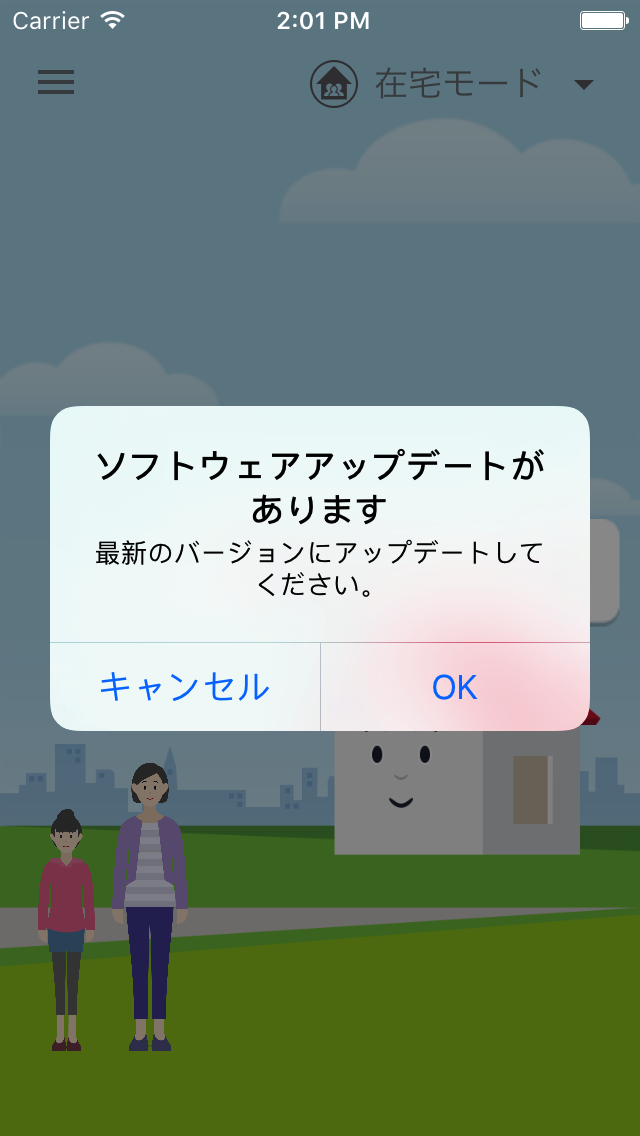 Carrier 2:01 PM
在宅モード
ソフトウェアアップデートが
あります
最新のバージョンにアップデートして
ください。
キャンセル OK